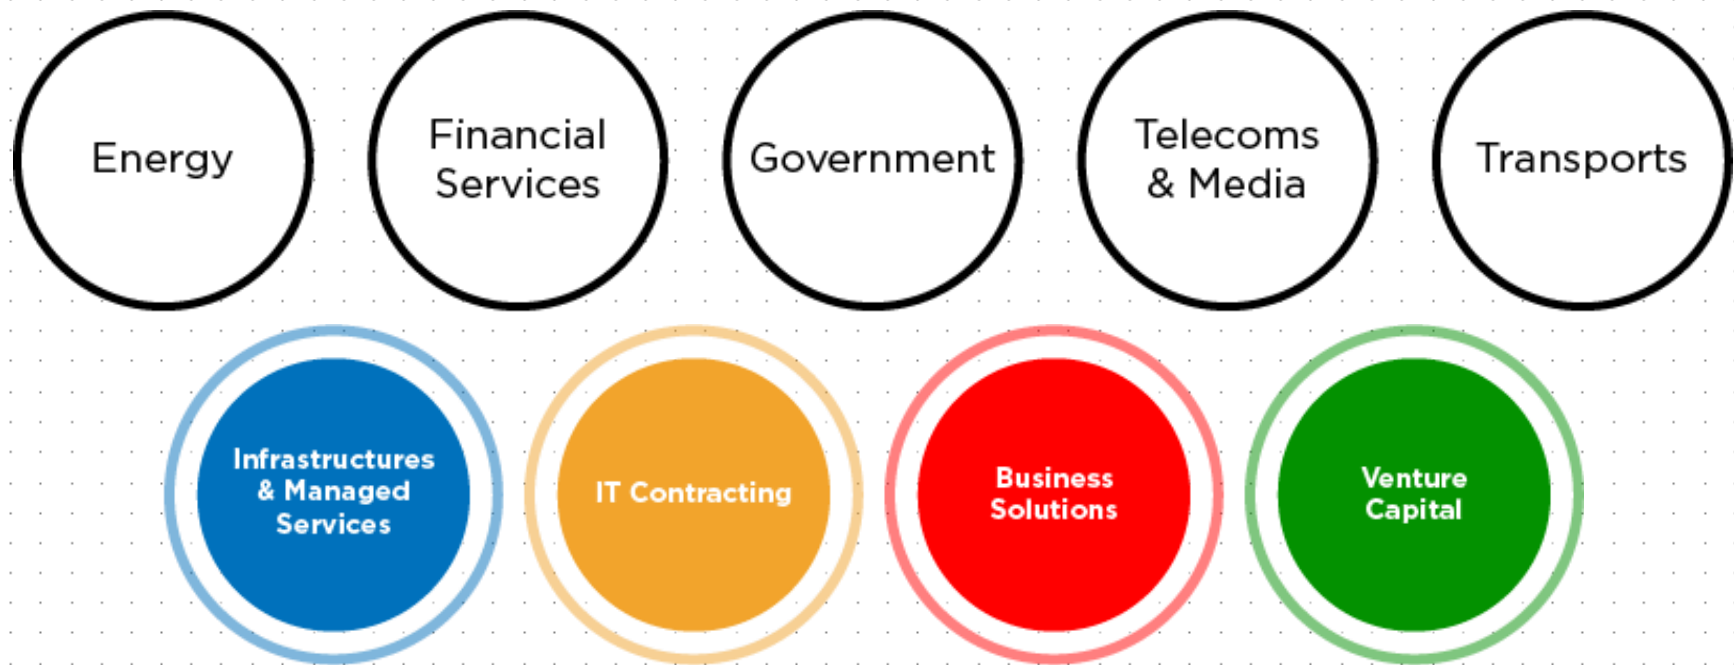 Energy
Financial
Services
Government
Telecoms
& Media
Transports
Infrastructures
& Managed
Services
IT Contracting
Business
Solutions
Venture
Capital